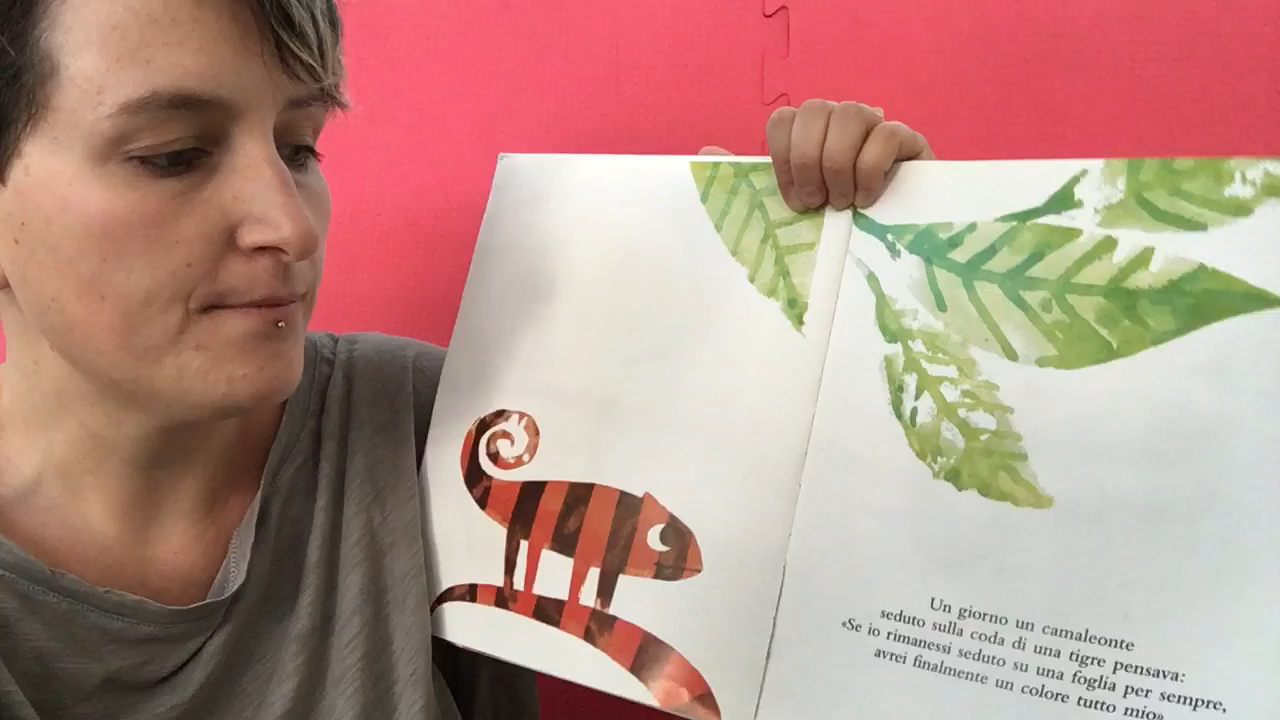 Un giorno un camaleonte
seduto sulla coda di una tigre pensava:
«Se io rimanessi seduto su una foglia per sempre,
avrei finalmente un colore tutto mio»